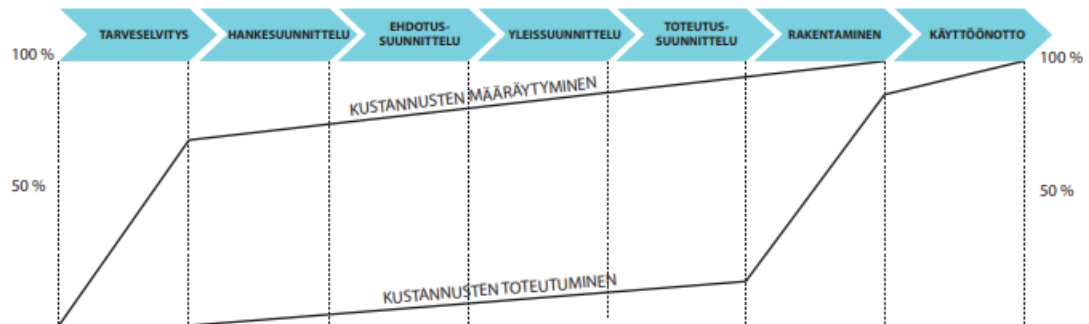 TARVESELVITYS
HANKESUUNNITTELU
EHDOTUS-
SUUNNITTELU
YLEISSUUNNITTELU
TOTEUTUS-
SUUNNITTELU
RAKENTAMINEN
KÄYTTÖÖNOTTO
100 %
100 %
KUSTANNUSTEN MÄÄRÄYTYMINEN
50 %
50 %
KUSTANNUSTEN TOTEUTUMINEN